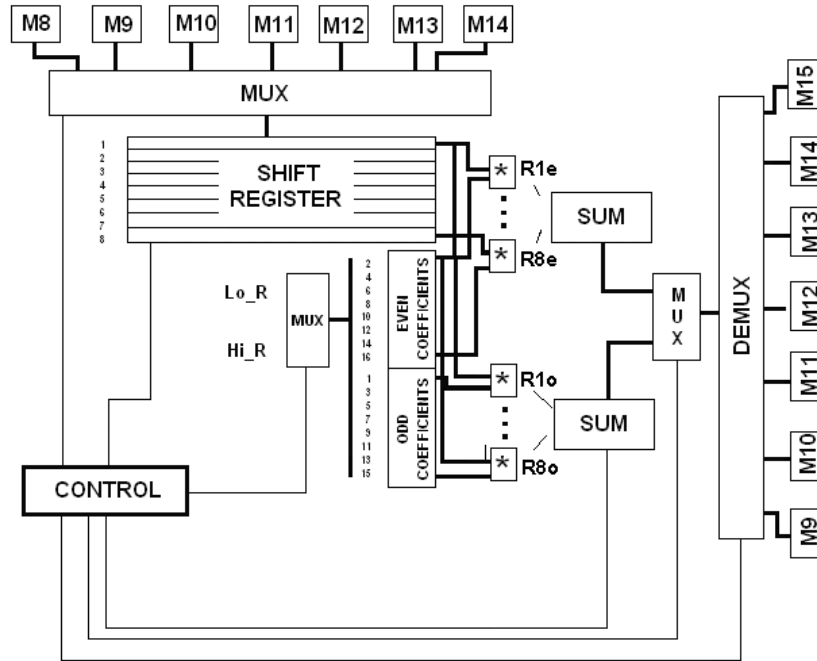 M8 M9 M10 M11 M12 M13 M14
MUX
1
2
3
4
5
6
7
8
SHIFT
REGISTER
* R1e
* R8e
SUM
Lo_R
Hi_R
MUX
2
4
6
8
10
12
14
16
EVEN
COEFFICIENTS
1
3
5
7
9
11
13
15
ODD
COEFFICIENTS
* R1o
* R8o
SUM
MUX
DEMUX
M15
M14
M13
M12
M11
M10
M9
CONTROL